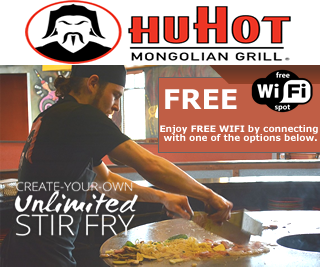 HuHot
MONGOLIAN GRILL®
FREE
free
Wi Fi
spot
Enjoy FREE WIFI by connecting
with one of the options below.
CREATE-YOUR-OWN
Unlimited
STIR FRY